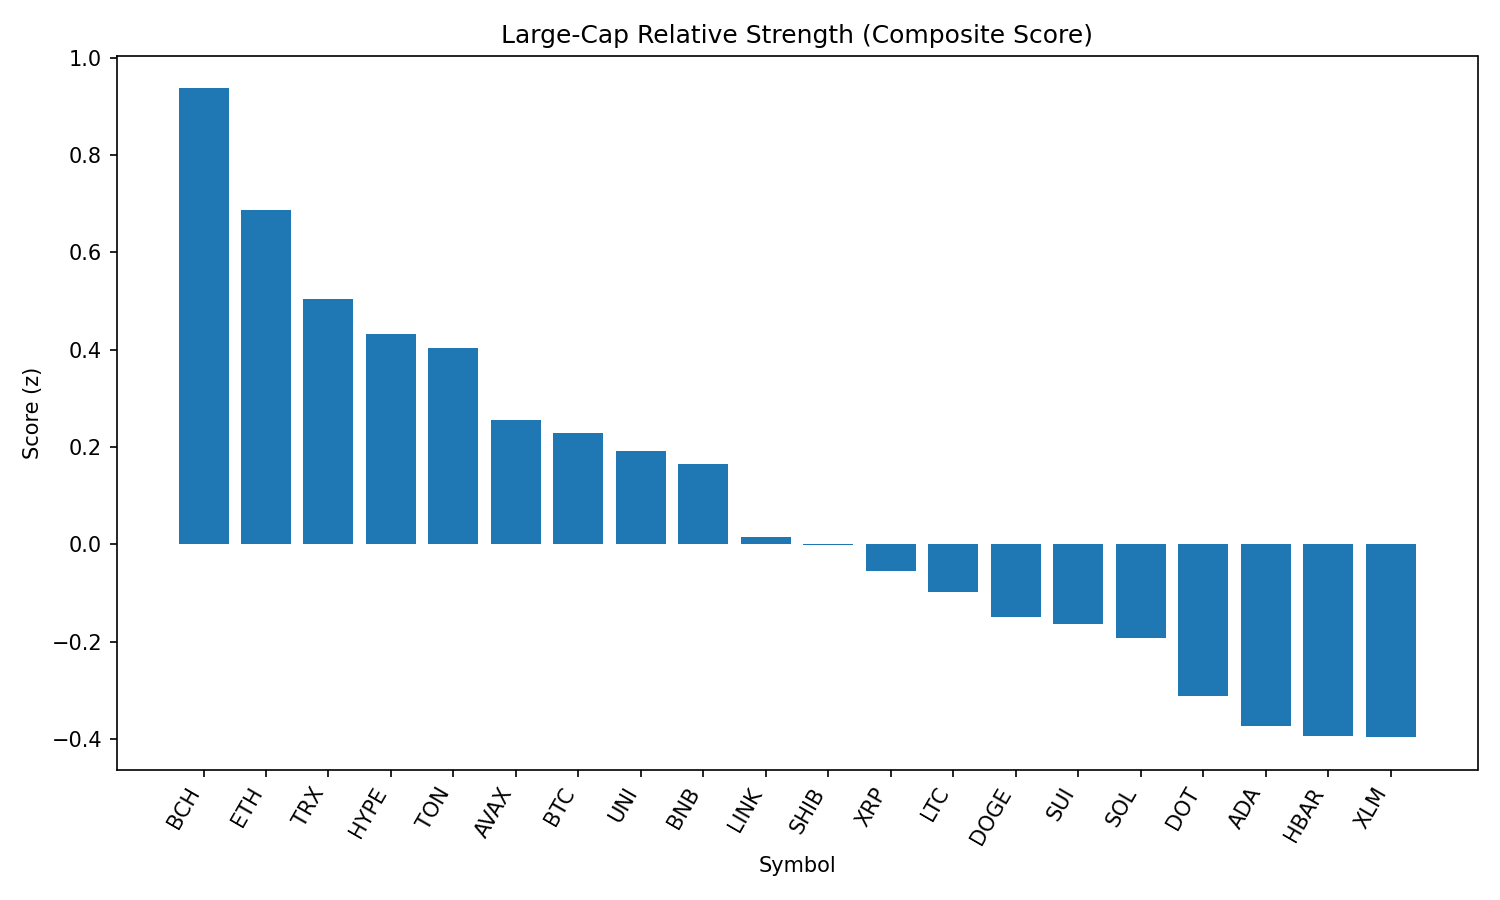 Large-Cap Relative Strength (Composite Score)
1.0
0.8
0.6
0.4
0.2
0.0
−0.2
−0.4
Score (z)
BCH
ETH
TRX
HYPE
TON
AVAX
BTC
UNI
BNB
LINK
SHIB
XRP
LTC
DOGE
SUI
SOL
DOT
ADA
HBAR
XLM
Symbol